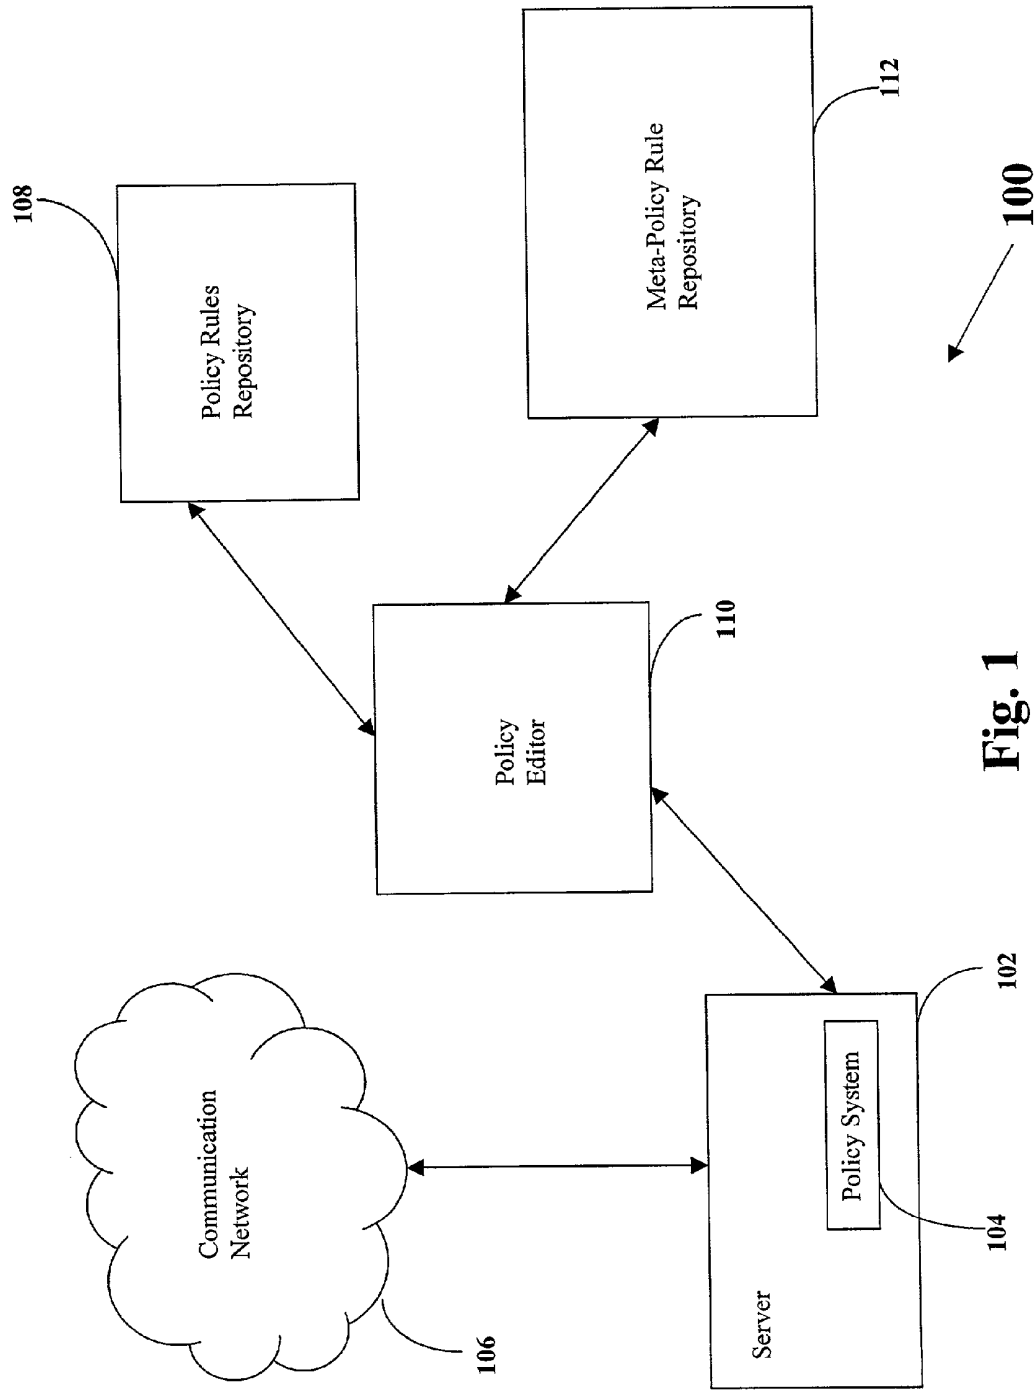 106
Communication
Network
Server
Policy System
104
102
Policy
Editor
110
108
Policy Rules
Repository
Meta-Policy Rule
Repository
112
100
Fig. 1